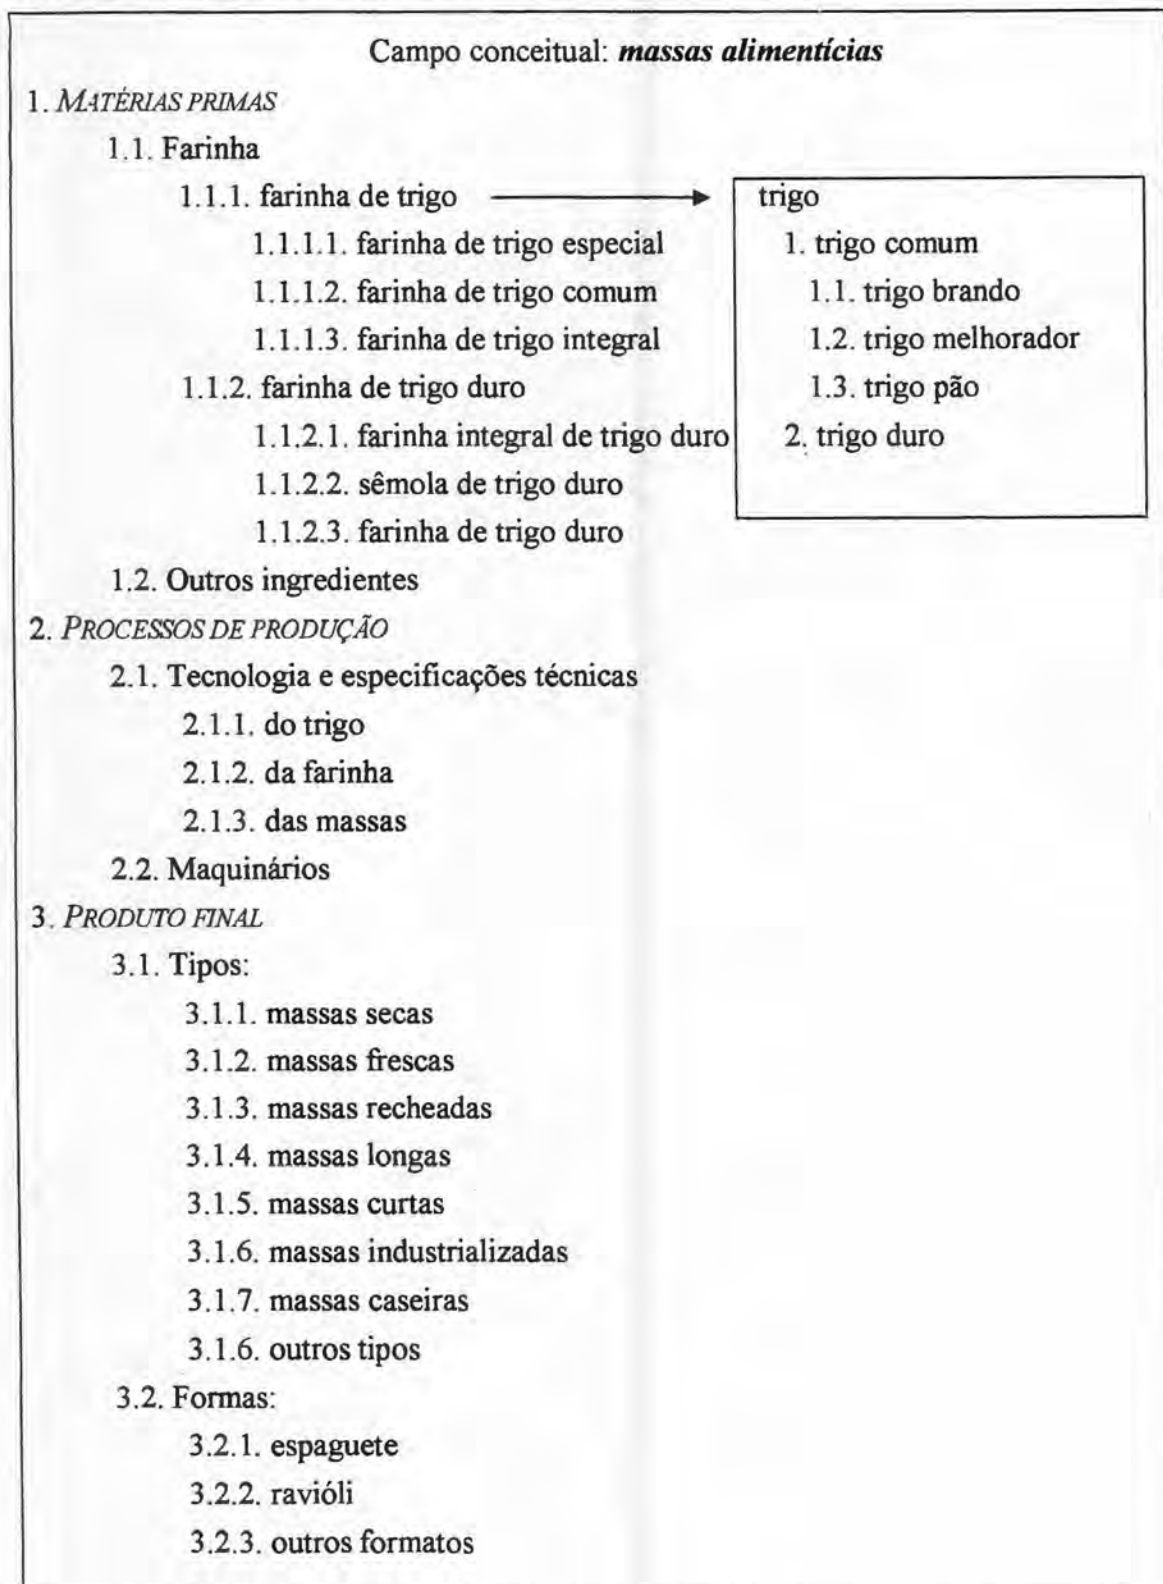 Campo conceitual: massas alimentícias
1. MATÉRIAS PRIMAS
1.1. Farinha
1.1.1. farinha de trigo
1.1.1.1. farinha de trigo especial
1.1.1.2. farinha de trigo comum
1.1.1.3. farinha de trigo integral
1.1.2. farinha de trigo duro
1.1.2.1. farinha integral de trigo duro
1.1.2.2. sêmola de trigo duro
1.1.2.3. farinha de trigo duro
trigo
1. trigo comum
1.1. trigo brando
1.2. trigo melhorador
1.3. trigo pão
2. trigo duro
1.2. Outros ingredientes
2. PROCESSOS DE PRODUÇÃO
2.1. Tecnologia e especificações técnicas
2.1.1. do trigo
2.1.2. da farinha
2.1.3. das massas
2.2. Maquinários
3. PRODUTO FINAL
3.1. Tipos:
3.1.1. massas secas
3.1.2. massas frescas
3.1.3. massas recheadas
3.1.4. massas longas
3.1.5. massas curtas
3.1.6. massas industrializadas
3.1.7. massas caseiras
3.1.6. outros tipos
3.2. Formas:
3.2.1. espaguete
3.2.2. ravióli
3.2.3. outros formatos